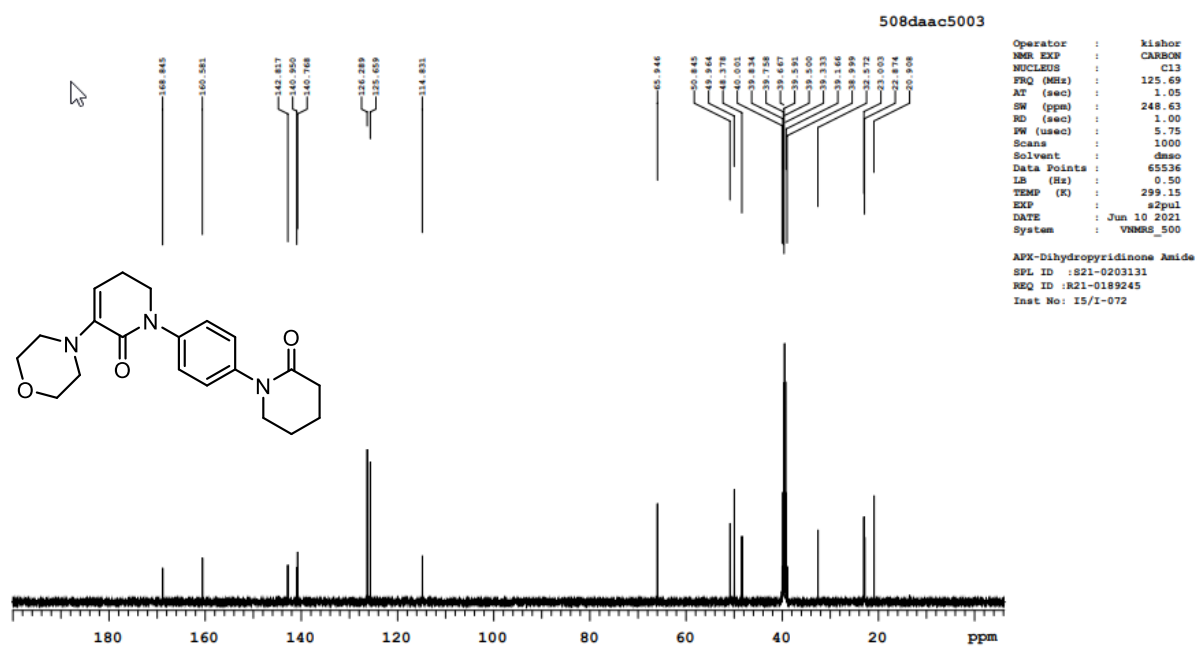 508daac5003
Operator : kishor
NMR EXP : CARBON
NUCLEUS : C13
FRQ (MHz) : 125.69
AT (sec) : 1.05
SW (ppm) : 248.63
RD (sec) : 1.00
PW (usec) : 5.75
Scans : 1000
Solvent : dmso
Data Points : 65536
LB (Hz) : 0.50
TEMP (K) : 299.15
EXP : s2pul
DATE : Jun 10 2021
System : VNMRS_500
APX-Dihydropyridinone Amide
SPL ID :S21-0203131
REQ ID :R21-0189245
Inst No: I5/I-072
168.845
160.581
142.817
140.950
140.768
126.289
125.659
114.831
65.946
50.845
49.964
48.378
40.001
39.834
39.758
39.667
39.591
39.500
39.333
39.166
38.999
32.572
23.003
22.874
20.908
N
O
N
O
N
O
180 160 140 120 100 80 60 40 20 ppm